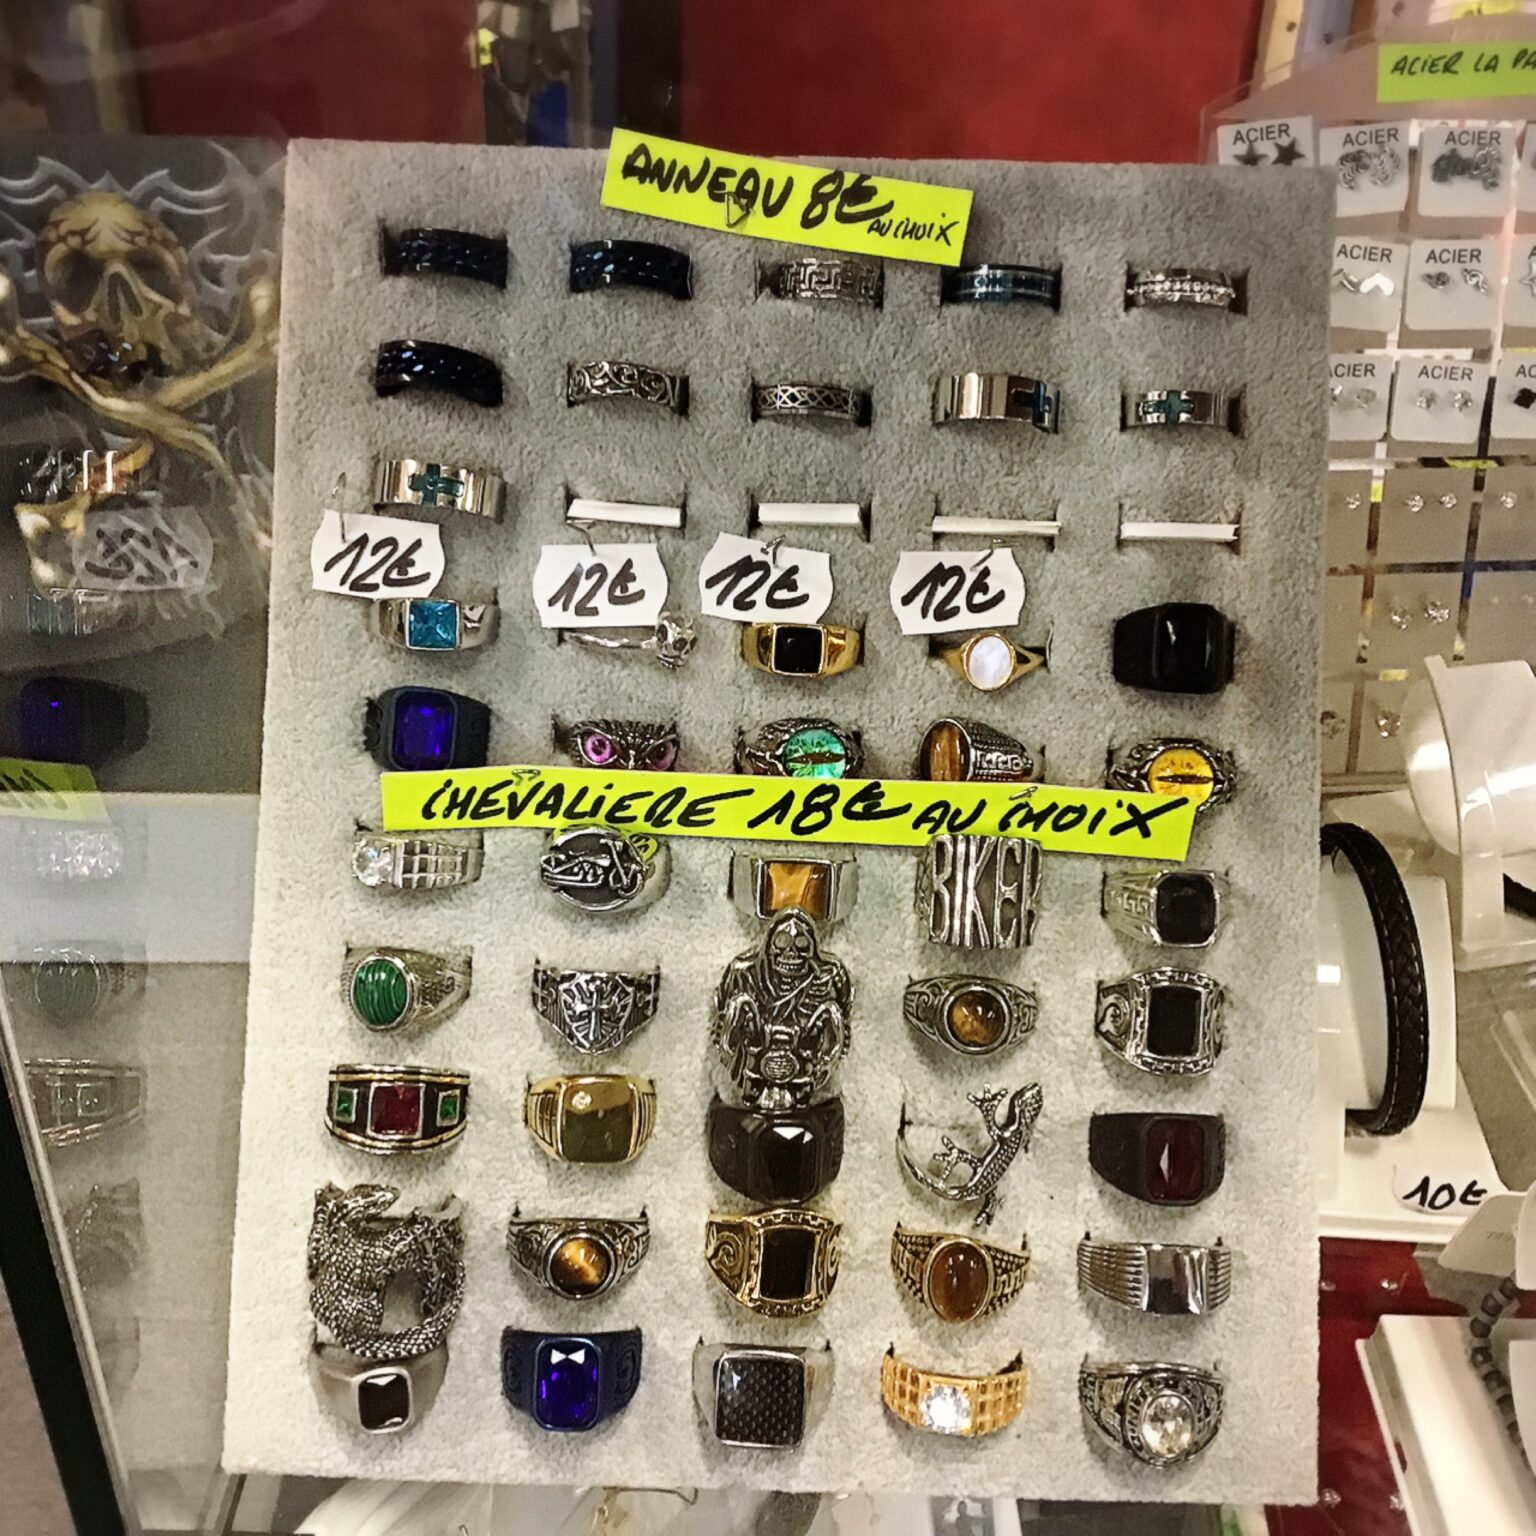 ACIER LA PA
ANNEAU 8€
AU CHOIX
ACIER
ACIER
ACIER
ACIER
ACIER
ACIER
ACIER
12€
12€
12€
12€
CHEVALIERE 18€ AU CHOIX
BIKER
10€